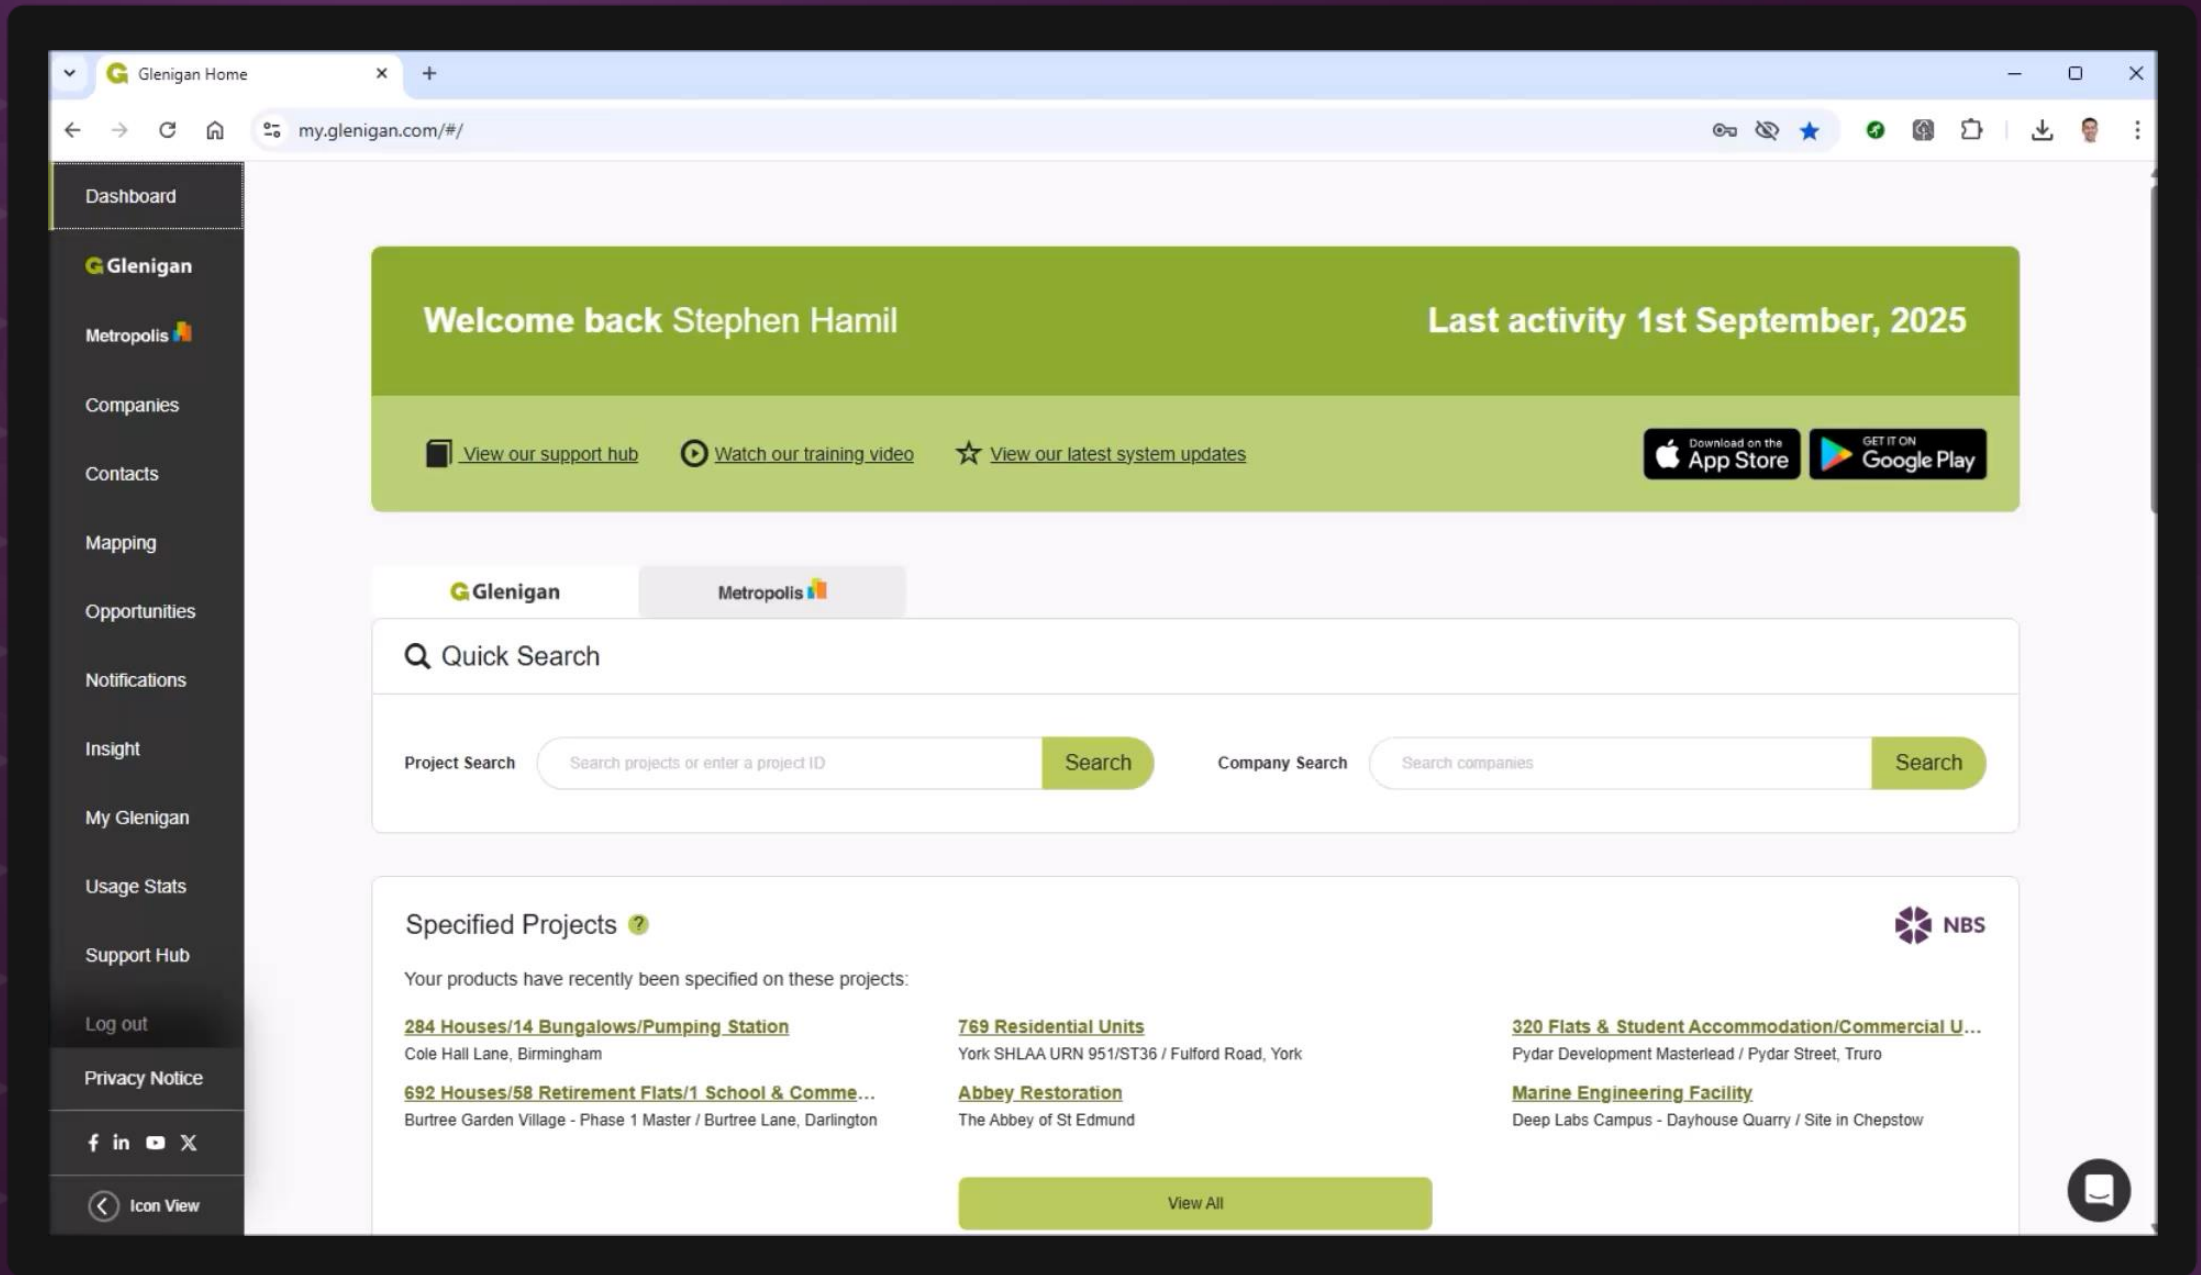 Glenigan Home
my.glenigan.com/#/
Dashboard
Glenigan
Metropolis
Companies
Contacts
Mapping
Opportunities
Notifications
Insight
My Glenigan
Usage Stats
Support Hub
Log out
Privacy Notice
Icon View
Welcome back Stephen Hamil
Last activity 1st September, 2025
View our support hub
Watch our training video
View our latest system updates
Download on the
App Store
GET IT ON
Google Play
Glenigan
Metropolis
Quick Search
Project Search
Search projects or enter a project ID
Search
Company Search
Search companies
Search
Specified Projects ?
NBS
Your products have recently been specified on these projects:
284 Houses/14 Bungalows/Pumping Station
Cole Hall Lane, Birmingham
769 Residential Units
York SHLAA URN 951/ST36 / Fulford Road, York
320 Flats & Student Accommodation/Commercial U...
Pydar Development Masterlead / Pydar Street, Truro
692 Houses/58 Retirement Flats/1 School & Comme...
Burtree Garden Village - Phase 1 Master / Burtree Lane, Darlington
Abbey Restoration
The Abbey of St Edmund
Marine Engineering Facility
Deep Labs Campus - Dayhouse Quarry / Site in Chepstow
View All